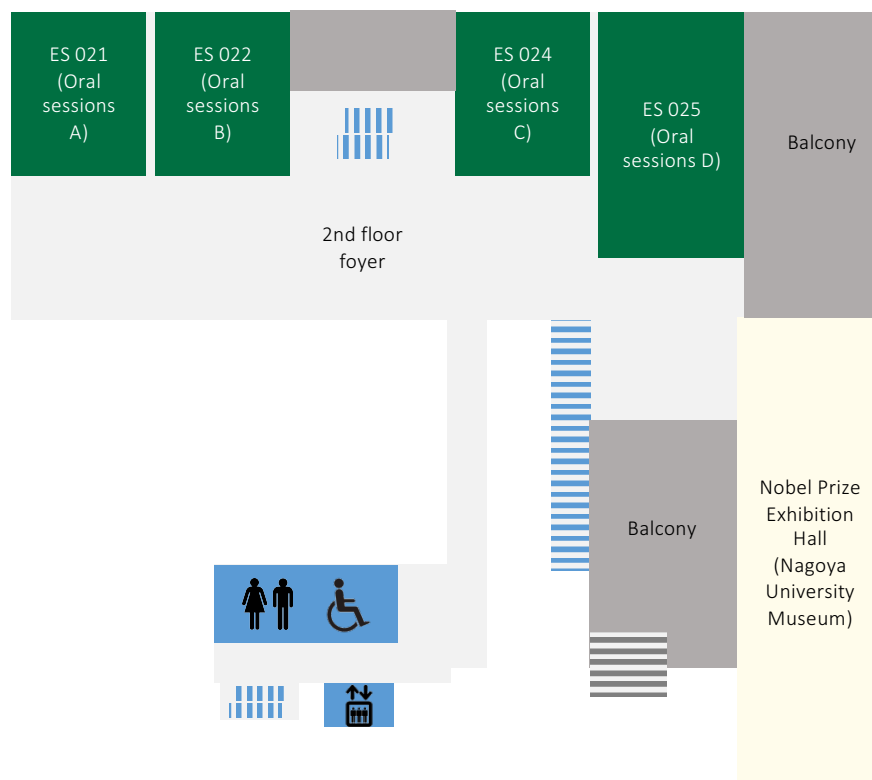 ES 021
(Oral
sessions
A)
ES 022
(Oral
sessions
B)
ES 024
(Oral
sessions
C)
ES 025
(Oral
sessions D)
Balcony
2nd floor
foyer
Balcony
Nobel Prize
Exhibition
Hall
(Nagoya
University
Museum)